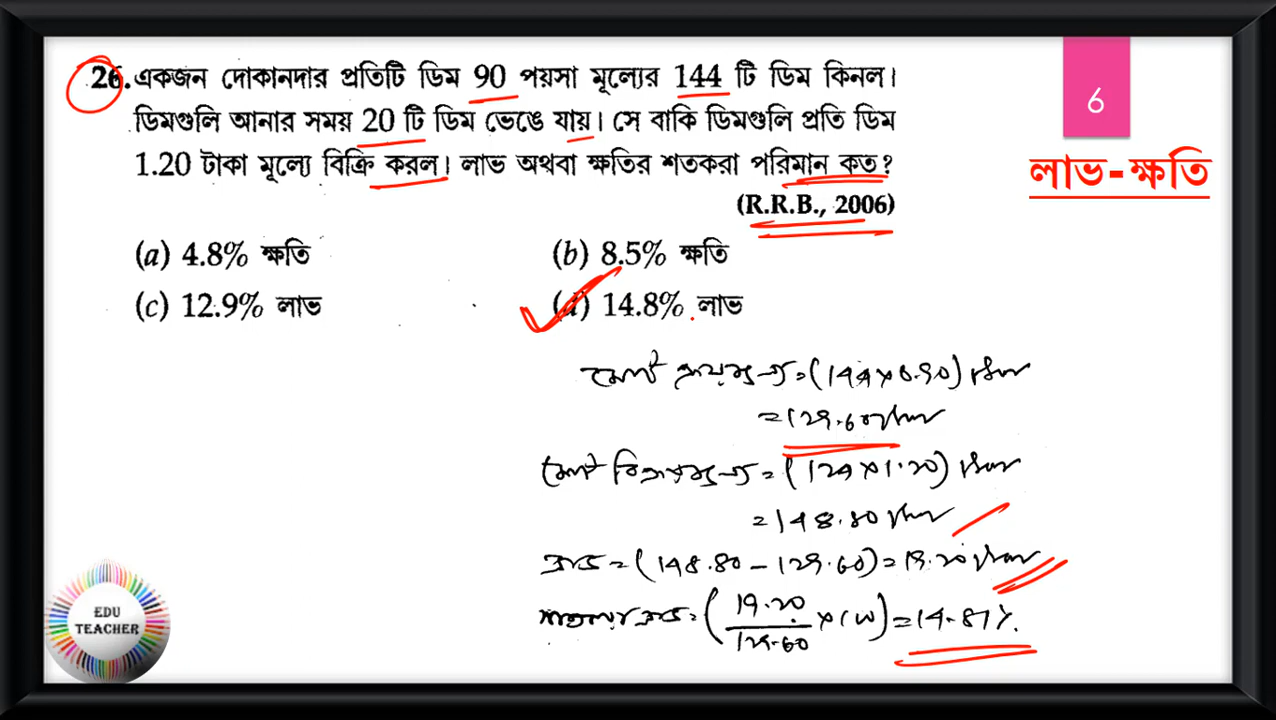 26. একজন দোকানদার প্রতিটি ডিম 90 পয়সা মূল্যের 144 টি ডিম কিনল।
ডিমগুলি আনার সময় 20 টি ডিম ভেঙে যায়। সে বাকি ডিমগুলি প্রতি ডিম
1.20 টাকা মূল্যে বিক্রি করল। লাভ অথবা ক্ষতির শতকরা পরিমান কত?
(R.R.B., 2006)
(a) 4.8% ক্ষতি
(b) 8.5% ক্ষতি
(c) 12.9% লাভ
(d) 14.8% লাভ
6
লাভ-ক্ষতি
মোট ক্রয়মূল্য = (144 × 0.90) টাকা
= 129.60 টাকা
মোট বিক্রয়মূল্য = (124 × 1.20) টাকা
= 148.80 টাকা
লাভ = (148.80 – 129.60) = 19.20 টাকা
শতকরা লাভ = (19.20/129.60 × 100) = 14.81%.
EDU
TEACHER